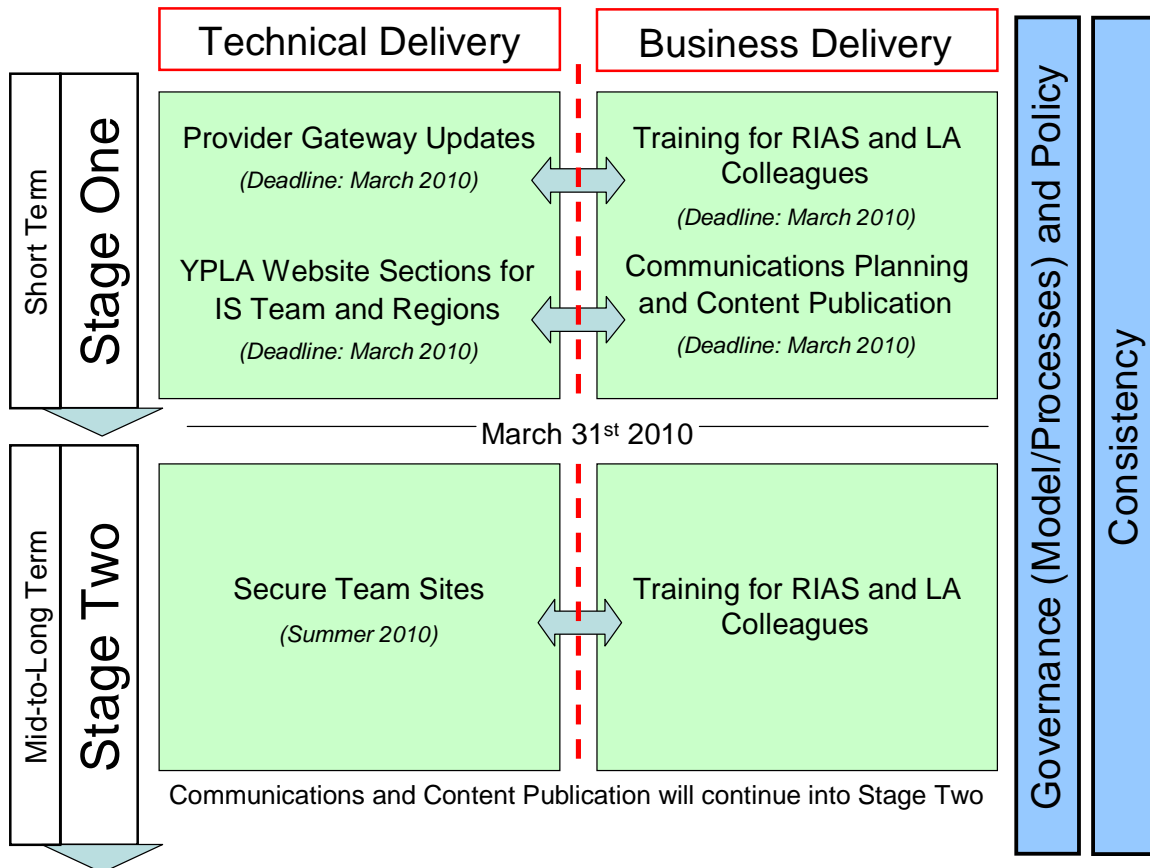 Technical Delivery
Business Delivery
Short Term
Stage One
Provider Gateway Updates
(Deadline: March 2010)
YPLA Website Sections for
IS Team and Regions
(Deadline: March 2010)
Training for RIAS and LA
Colleagues
(Deadline: March 2010)
Communications Planning
and Content Publication
(Deadline: March 2010)
March 31st 2010
Mid-to-Long Term
Stage Two
Secure Team Sites
(Summer 2010)
Training for RIAS and LA
Colleagues
Communications and Content Publication will continue into Stage Two
Governance (Model/Processes) and Policy
Consistency